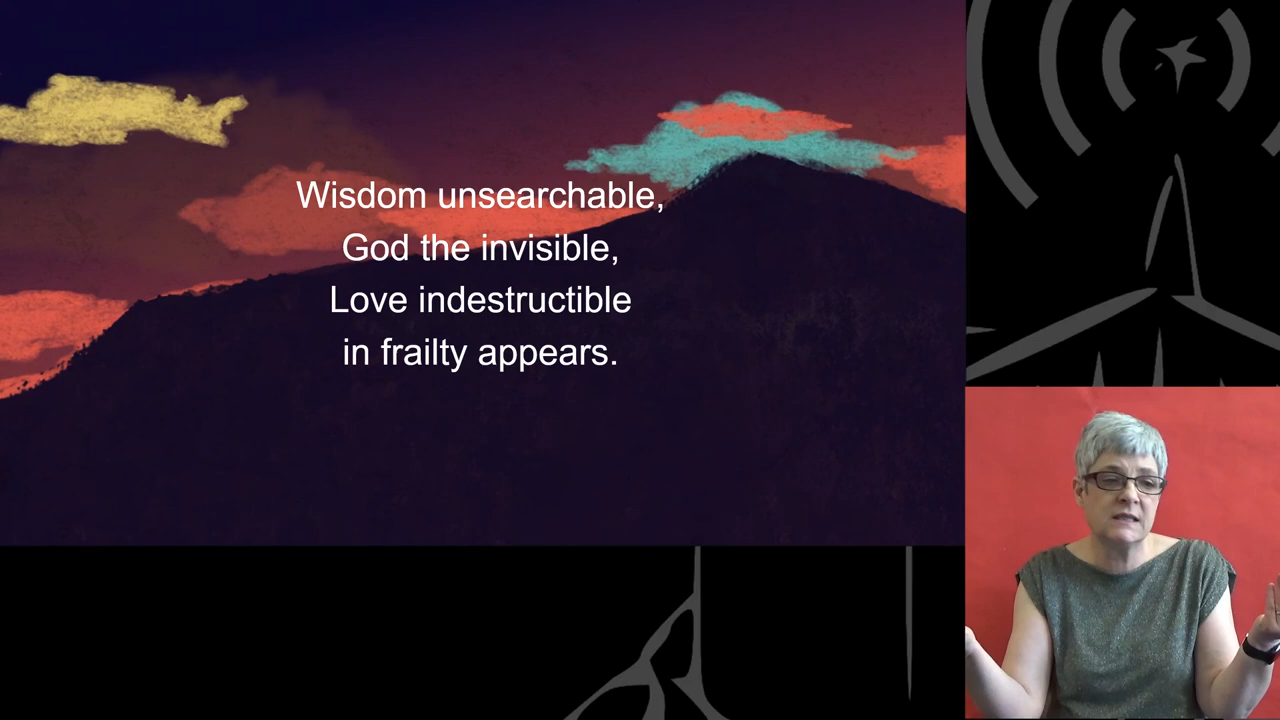 Wisdom unsearchable,
God the invisible,
Love indestructible
in frailty appears.